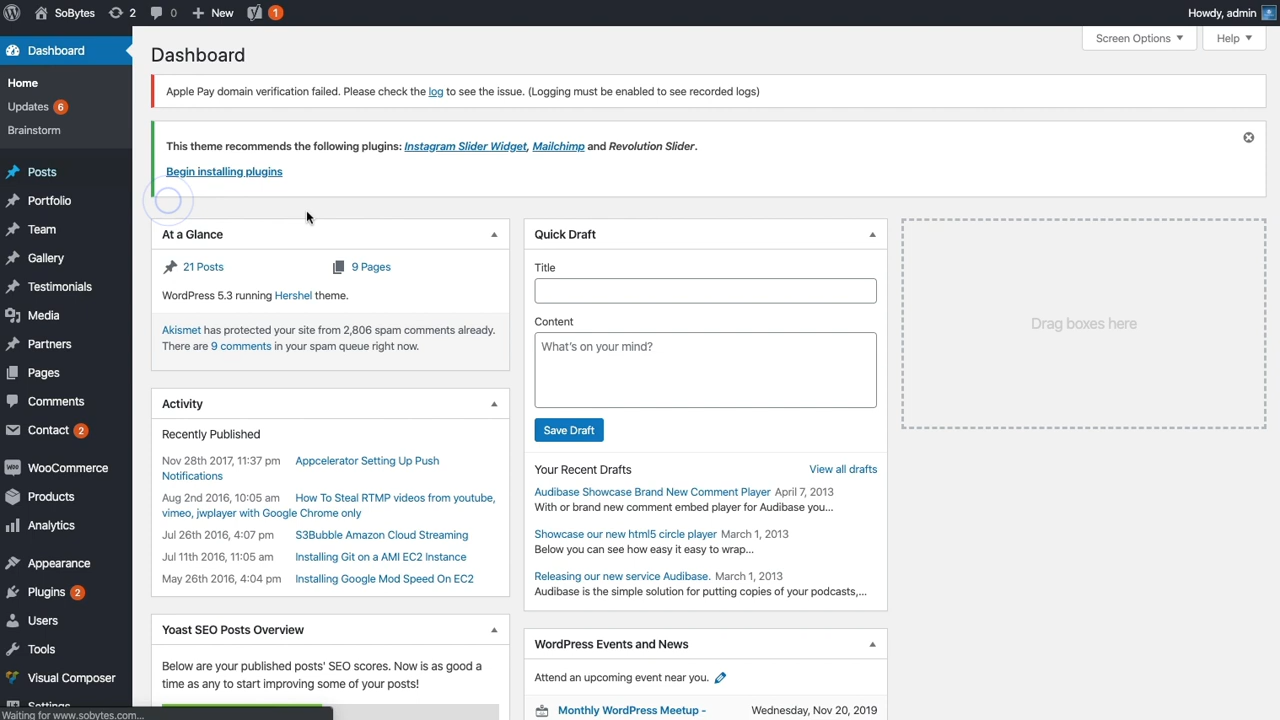 SoBytes 2 0 New 1 Howdy, admin
Dashboard
Home
Updates 6
Brainstorm
Posts
Portfolio
Team
Gallery
Testimonials
Media
Partners
Pages
Comments
Contact 2
WooCommerce
Products
Analytics
Appearance
Plugins 2
Users
Tools
Visual Composer
Settings
Waiting for www.sobytes.com...
Screen Options Help
Dashboard
Apple Pay domain verification failed. Please check the log to see the issue. (Logging must be enabled to see recorded logs)
This theme recommends the following plugins: Instagram Slider Widget, Mailchimp and Revolution Slider.
Begin installing plugins
At a Glance
21 Posts 9 Pages
WordPress 5.3 running Hershel theme.
Akismet has protected your site from 2,806 spam comments already.
There are 9 comments in your spam queue right now.
Activity
Recently Published
Nov 28th 2017, 11:37 pm Appcelerator Setting Up Push
Notifications
Aug 2nd 2016, 10:05 am How To Steal RTMP videos from youtube,
vimeo, jwplayer with Google Chrome only
Jul 26th 2016, 4:07 pm S3Bubble Amazon Cloud Streaming
Jul 11th 2016, 11:05 am Installing Git on a AMI EC2 Instance
May 26th 2016, 4:04 pm Installing Google Mod Speed On EC2
Yoast SEO Posts Overview
Below are your published posts' SEO scores. Now is as good a
time as any to start improving some of your posts!
Quick Draft
Title
Content
What's on your mind?
Save Draft
Your Recent Drafts View all drafts
Audibase Showcase Brand New Comment Player April 7, 2013
With or brand new comment embed player for Audibase you...
Showcase our new html5 circle player March 1, 2013
Below you can see how easy it easy to wrap...
Releasing our new service Audibase. March 1, 2013
Audibase is the simple solution for putting copies of your podcasts,...
WordPress Events and News
Attend an upcoming event near you.
Monthly WordPress Meetup - Wednesday, Nov 20, 2019
Drag boxes here